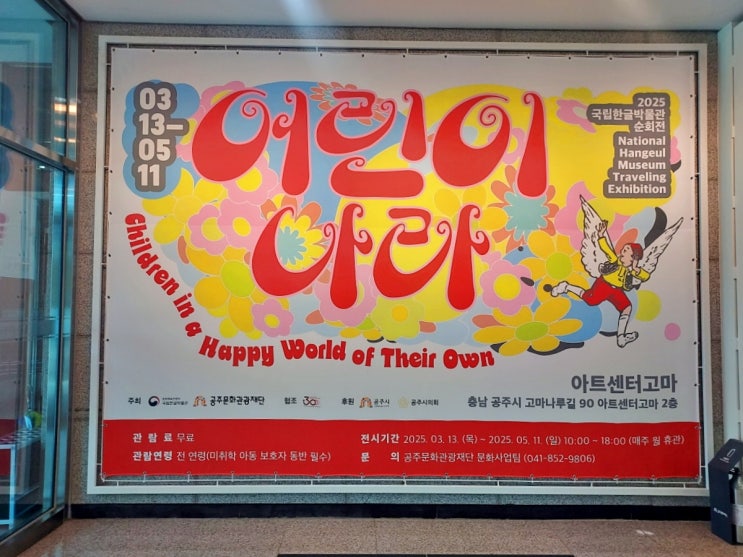 03
13—
05
11
어린이
나라
2025
국립한글박물관
순회전
National
Hangeul
Museum
Traveling
Exhibition
Children in a Happy World of Their Own
아트센터고마
충남 공주시 고마나루길 90 아트센터고마 2층
주최 국립한글박물관 공주문화관광재단 협조 후원 공주시 공주시의회
관 람 료 무료
관람연령 전 연령(미취학 아동 보호자 동반 필수)
전시기간 2025. 03. 13. (목) ~ 2025. 05. 11. (일) 10:00 ~ 18:00 (매주 월 휴관)
문 의 공주문화관광재단 문화사업팀 (041-852-9806)